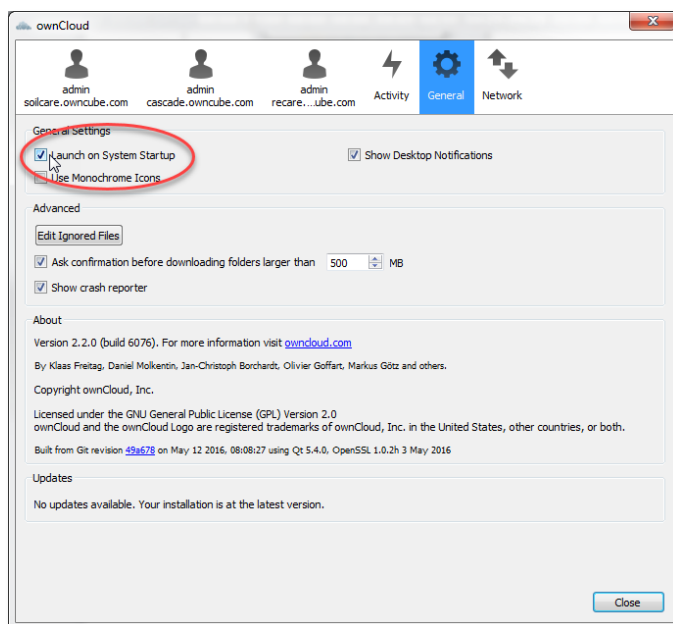 ownCloud
admin
soilcare.owncube.com
admin
cascade.owncube.com
admin
recare....ube.com
Activity
General
Network
General Settings
Launch on System Startup
Show Desktop Notifications
Use Monochrome Icons
Advanced
Edit Ignored Files
Ask confirmation before downloading folders larger than 500 MB
Show crash reporter
About
Version 2.2.0 (build 6076). For more information visit owncloud.com
By Klaas Freitag, Daniel Molkentin, Jan-Christoph Borchardt, Olivier Goffart, Markus Götz and others.
Copyright ownCloud, Inc.
Licensed under the GNU General Public License (GPL) Version 2.0
ownCloud and the ownCloud Logo are registered trademarks of ownCloud, Inc. in the United States, other countries, or both.
Built from Git revision 49a678 on May 12 2016, 08:08:27 using Qt 5.4.0, OpenSSL 1.0.2h 3 May 2016
Updates
No updates available. Your installation is at the latest version.
Close